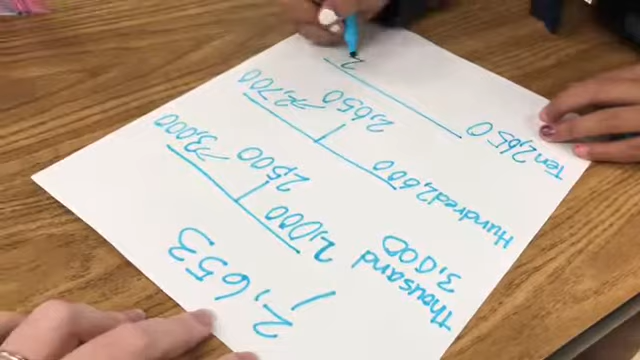 2,653
Thousand
3,000
2,000 2,500 3,000
Hundred 2,600 2,650 2,700
Ten 2,650 2